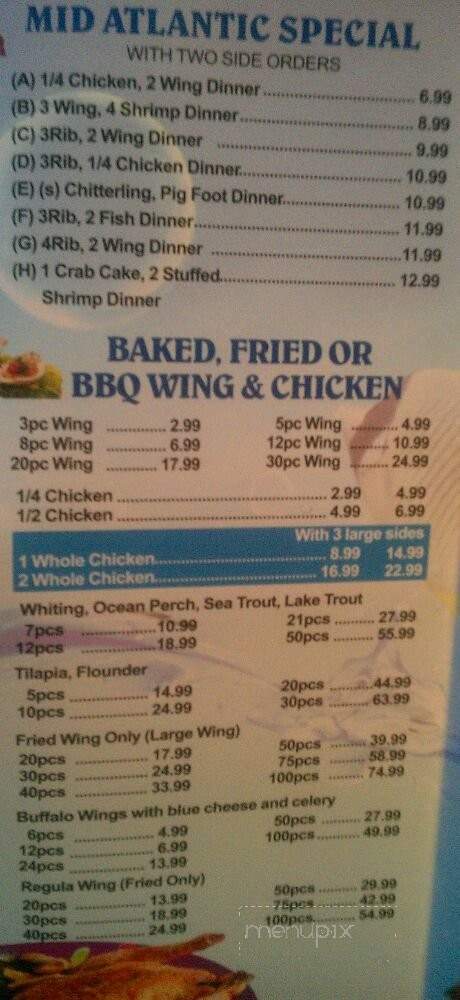 MID ATLANTIC SPECIAL
WITH TWO SIDE ORDERS
(A) 1/4 Chicken, 2 Wing Dinner ........ 6.99
(B) 3 Wing, 4 Shrimp Dinner ........ 8.99
(C) 3Rib, 2 Wing Dinner ........ 9.99
(D) 3Rib, 1/4 Chicken Dinner ........ 10.99
(E) (s) Chitterling, Pig Foot Dinner ........ 10.99
(F) 3Rib, 2 Fish Dinner ........ 11.99
(G) 4Rib, 2 Wing Dinner ........ 11.99
(H) 1 Crab Cake, 2 Stuffed ........ 12.99
Shrimp Dinner
BAKED, FRIED OR
BBQ WING & CHICKEN
3pc Wing ........ 2.99 5pc Wing ........ 4.99
8pc Wing ........ 6.99 12pc Wing ........ 10.99
20pc Wing ........ 17.99 30pc Wing ........ 24.99
1/4 Chicken ........ 2.99 4.99
1/2 Chicken ........ 4.99 6.99
With 3 large sides
1 Whole Chicken ........ 8.99 14.99
2 Whole Chicken ........ 16.99 22.99
Whiting, Ocean Perch, Sea Trout, Lake Trout
7pcs ........ 10.99 21pcs ........ 27.99
12pcs ........ 18.99 50pcs ........ 55.99
Tilapia, Flounder
5pcs ........ 14.99 20pcs ........ 44.99
10pcs ........ 24.99 30pcs ........ 63.99
Fried Wing Only (Large Wing)
20pcs ........ 17.99 50pcs ........ 39.99
30pcs ........ 24.99 75pcs ........ 58.99
40pcs ........ 33.99 100pcs ........ 74.99
Buffalo Wings with blue cheese and celery
6pcs ........ 4.99 50pcs ........ 27.99
12pcs ........ 6.99 100pcs ........ 49.99
24pcs ........ 13.99
Regula Wing (Fried Only)
20pcs ........ 13.99 50pcs ........ 29.99
30pcs ........ 18.99 75pcs ........ 42.99
40pcs ........ 24.99 100pcs ........ 54.99
menupix